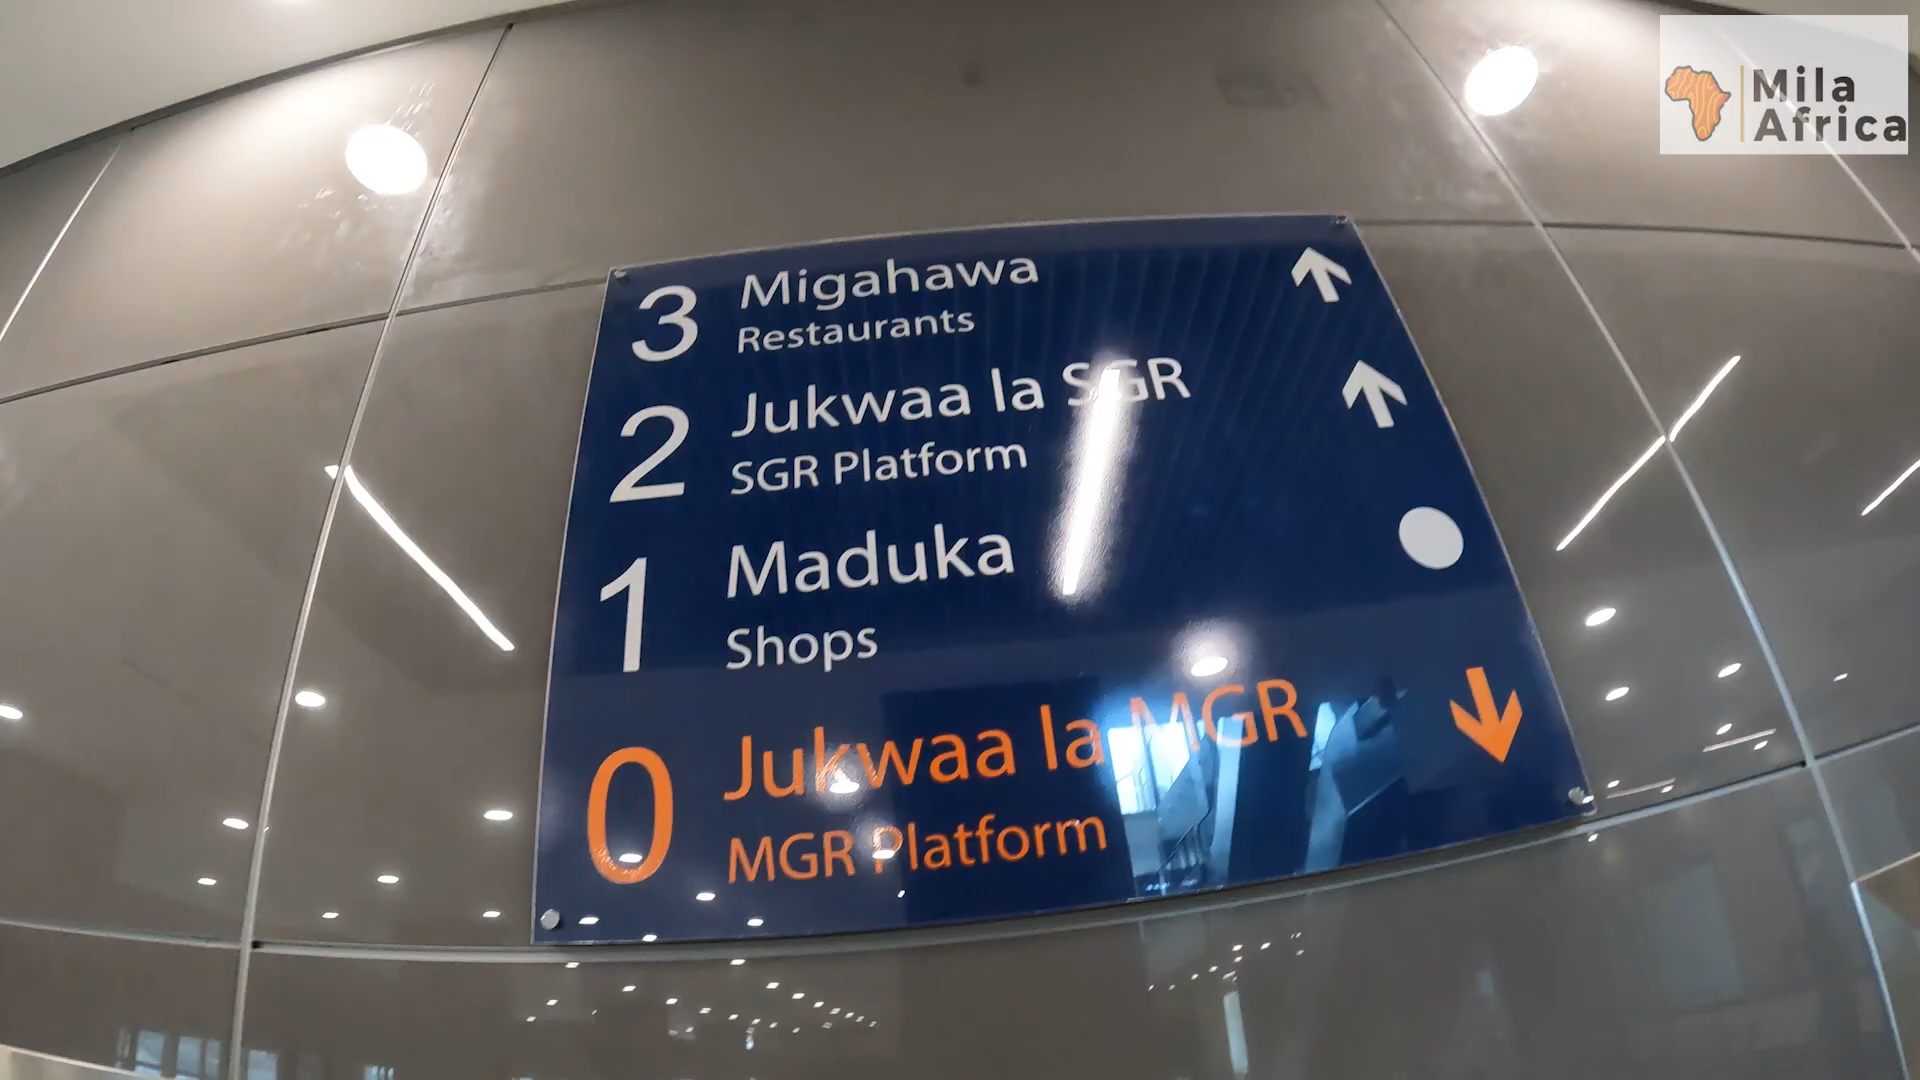 Mila
Africa
3
Migahawa
Restaurants
2
Jukwaa la SGR
SGR Platform
1
Maduka
Shops
0
Jukwaa la MGR
MGR Platform